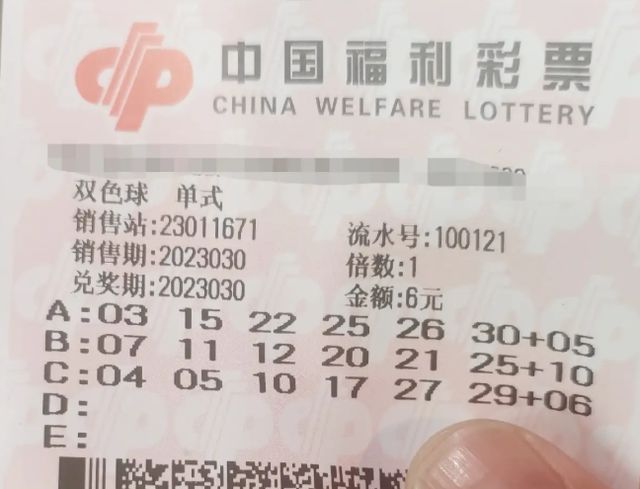 中国福利彩票
CHINA WELFARE LOTTERY
双色球 单式
销售站:23011671 流水号:100121
销售期:2023030 倍数:1
兑奖期:2023030 金额:6元
A:03 15 22 25 26 30+05
B:07 11 12 20 21 25+10
C:04 05 10 17 27 29+06
D:
E: